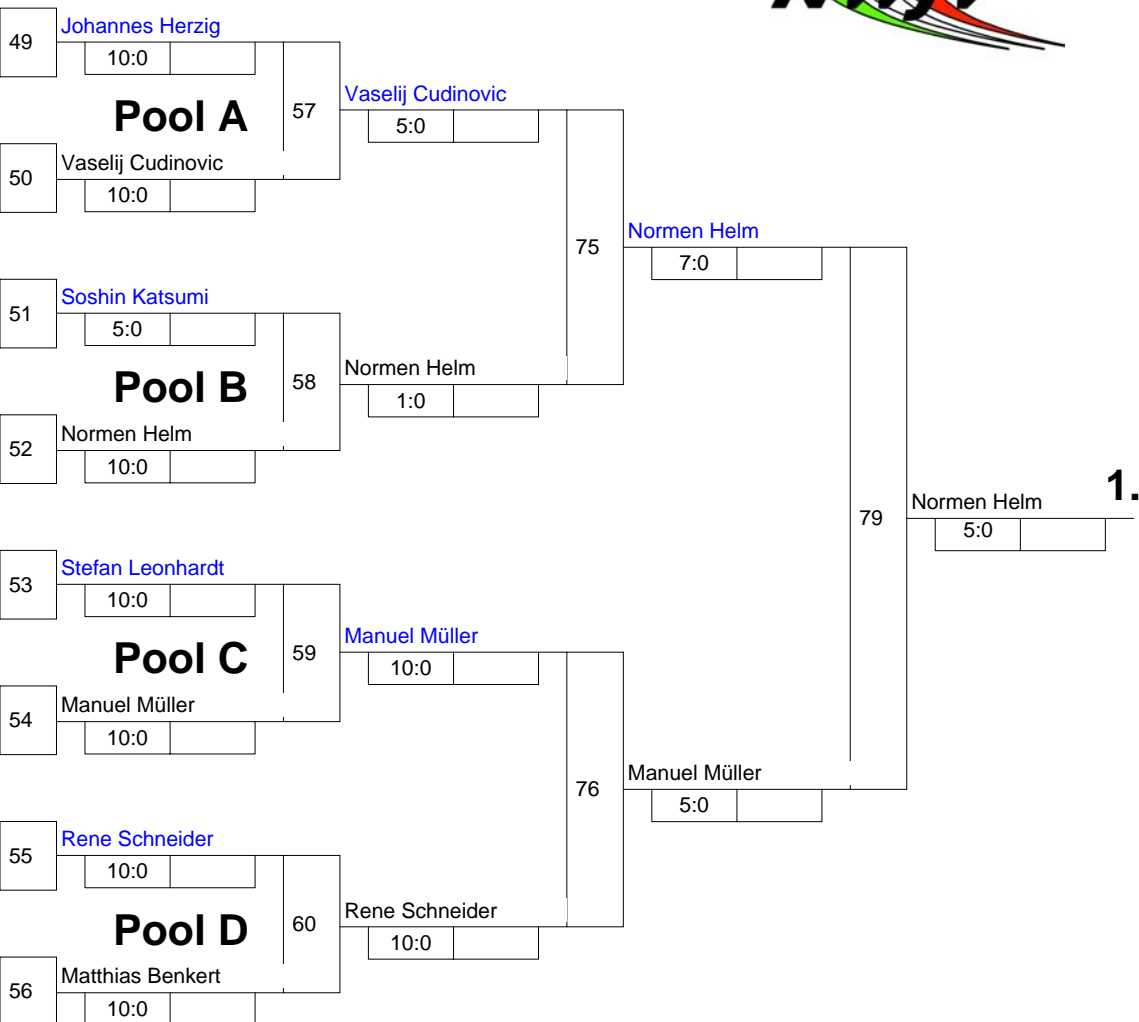 49
Johannes Herzig
10:0
Pool A
57
Vaselij Cudinovic
5:0
50
Vaselij Cudinovic
10:0
75
Normen Helm
7:0
51
Soshin Katsumi
5:0
Pool B
58
Normen Helm
1:0
52
Normen Helm
10:0
79
Normen Helm
1.
5:0
53
Stefan Leonhardt
10:0
Pool C
59
Manuel Müller
10:0
54
Manuel Müller
10:0
76
Manuel Müller
5:0
55
Rene Schneider
10:0
Pool D
60
Rene Schneider
10:0
56
Matthias Benkert
10:0